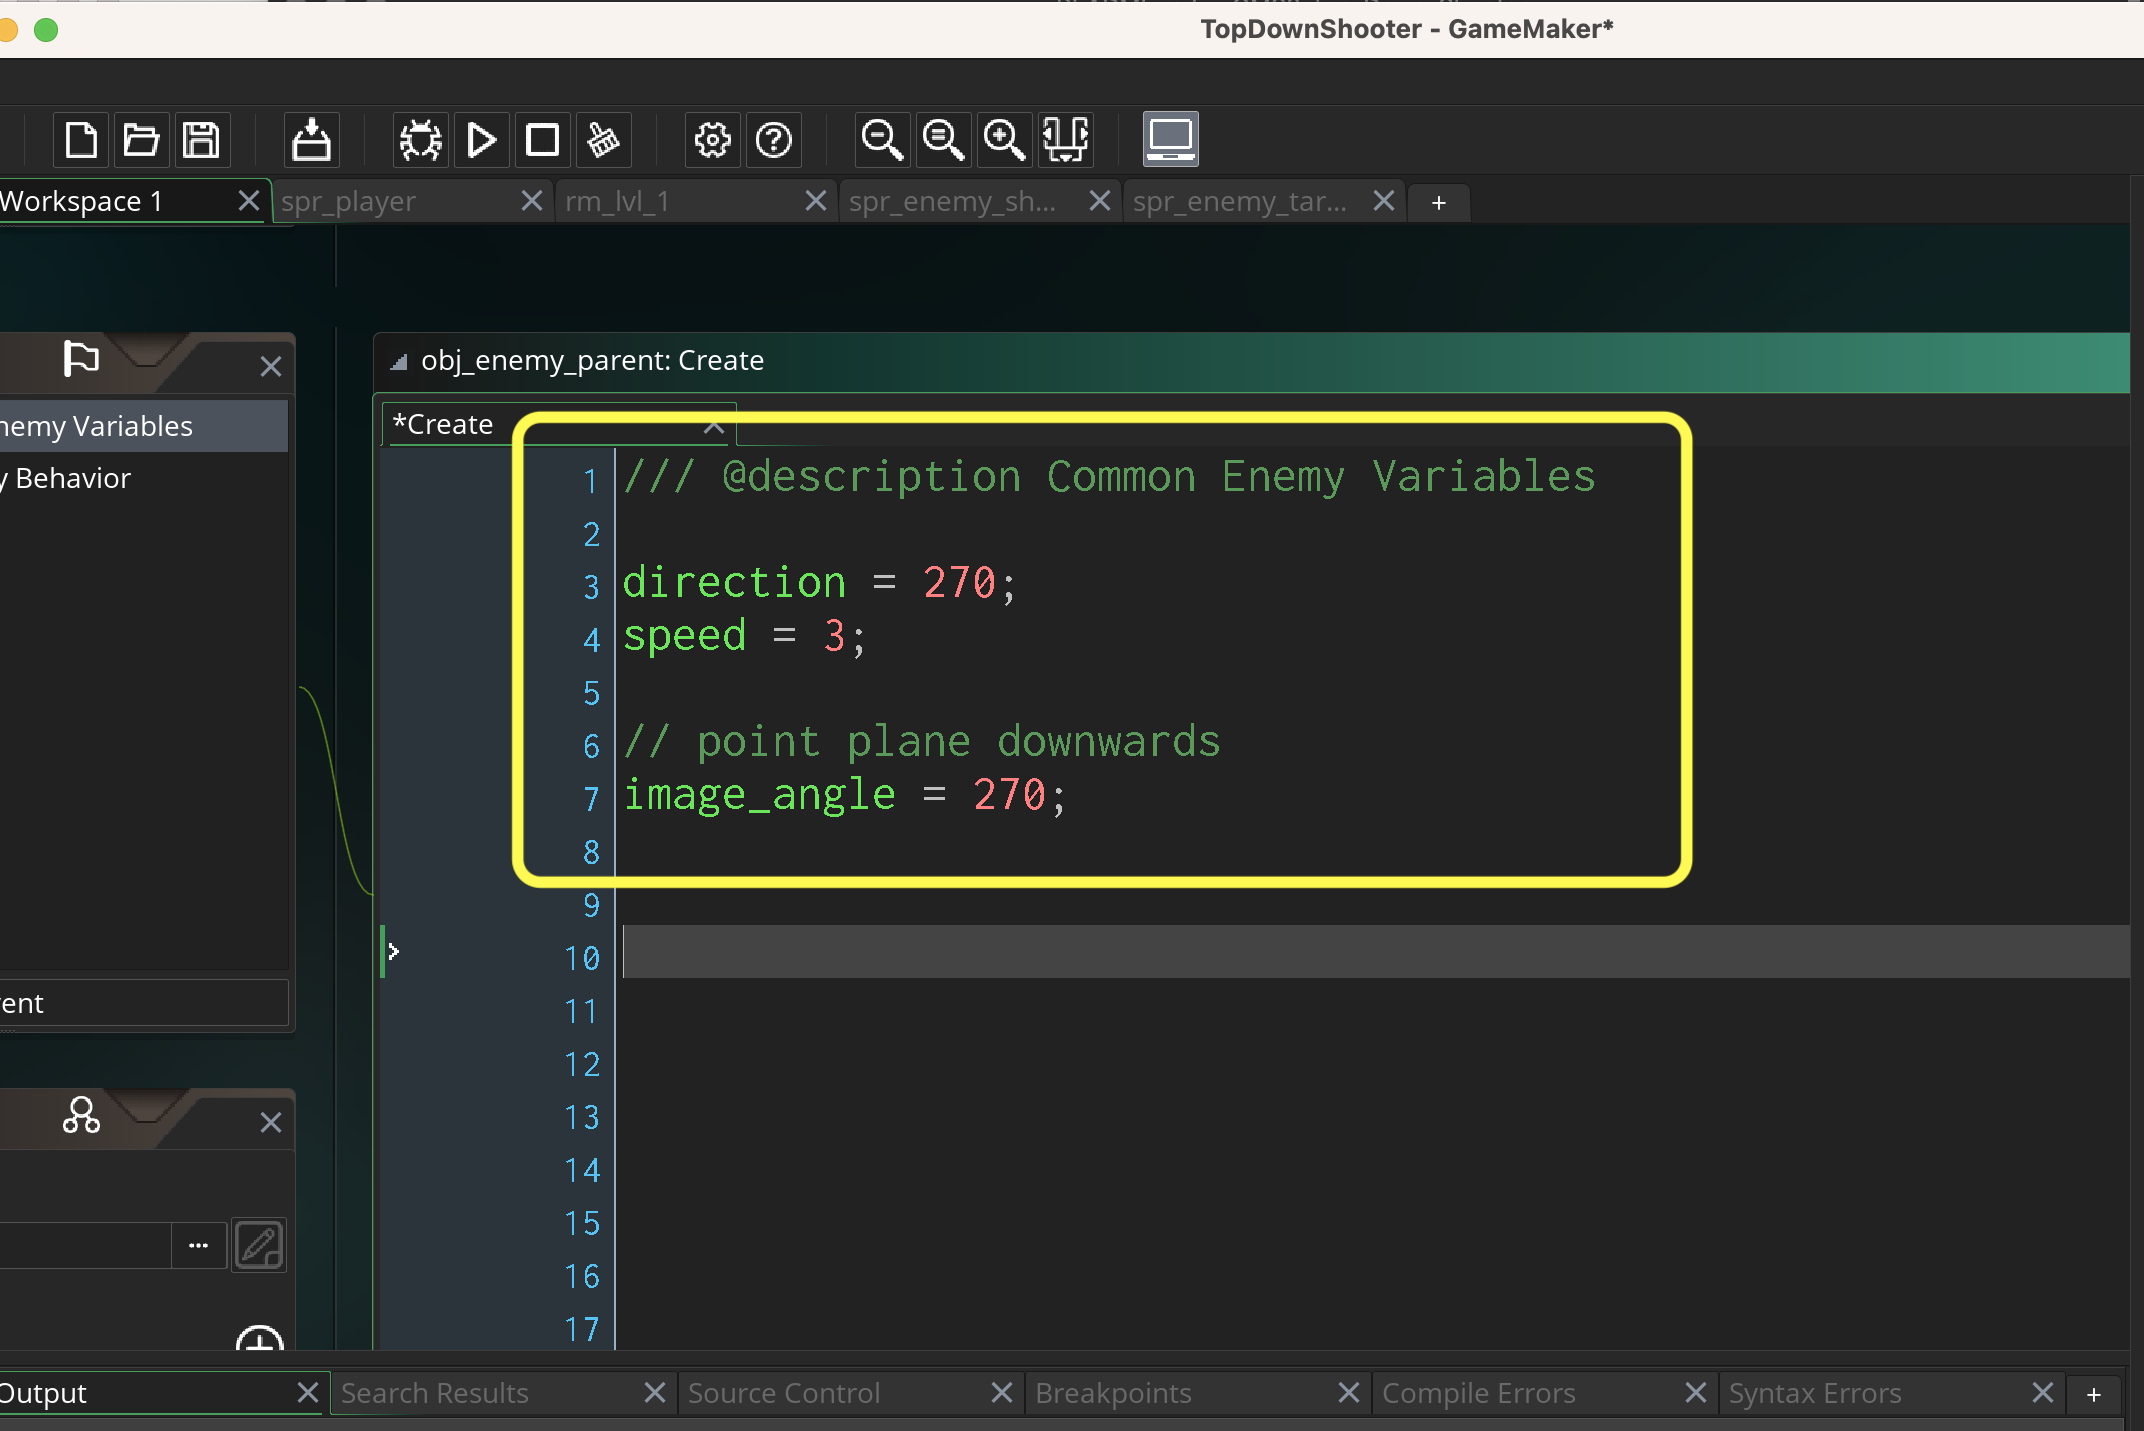 TopDownShooter - GameMaker*
Workspace 1
spr_player
rm_lvl_1
spr_enemy_sh...
spr_enemy_tar...
+
obj_enemy_parent: Create
nemy Variables
y Behavior
*Create
1 /// @description Common Enemy Variables
2
3 direction = 270;
4 speed = 3;
5
6 // point plane downwards
7 image_angle = 270;
8
9
10
11
12
13
14
15
16
17
ent
...
Output
Search Results
Source Control
Breakpoints
Compile Errors
Syntax Errors
+